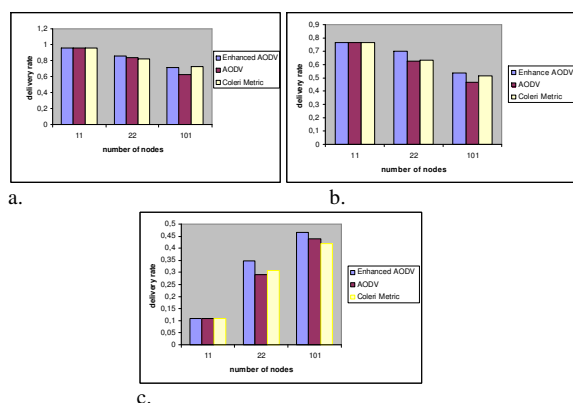 1,2
1
0,8
0,6
0,4
0,2
0
delivery rate
11 22 101
number of nodes
Enhanced AODV
AODV
Coleri Metric
a.
0,9
0,8
0,7
0,6
0,5
0,4
0,3
0,2
0,1
0
delivery rate
11 22 101
number of nodes
Enhance AODV
AODV
Coleri Metric
b.
0,5
0,45
0,4
0,35
0,3
0,25
0,2
0,15
0,1
0,05
0
delivery rate
11 22 101
number of nodes
Enhanced AODV
AODV
Coleri Metric
c.